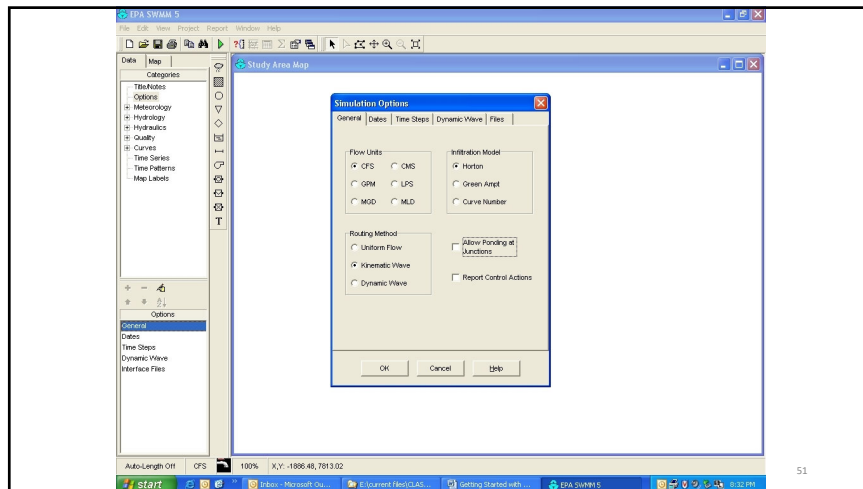 EPA SWMM 5
File Edit View Project Report Window Help
Data Map
Categories
Title/Notes
Options
Meteorology
Hydrology
Hydraulics
Quality
Curves
Time Series
Time Patterns
Map Labels
Options
General
Dates
Time Steps
Dynamic Wave
Interface Files
T
Study Area Map
Simulation Options
General Dates Time Steps Dynamic Wave Files
Flow Units
CFS CMS
GPM LPS
MGD MLD
Infiltration Model
Horton
Green Ampt
Curve Number
Routing Method
Uniform Flow
Kinematic Wave
Dynamic Wave
Allow Ponding at
Junctions
Report Control Actions
OK Cancel Help
Auto-Length Off CFS 100% X,Y: -1886.48, 7813.02
start Inbox - Microsoft Ou... E:\current files\CLAS... Getting Started with ... EPA SWMM 5 8:32 PM
51